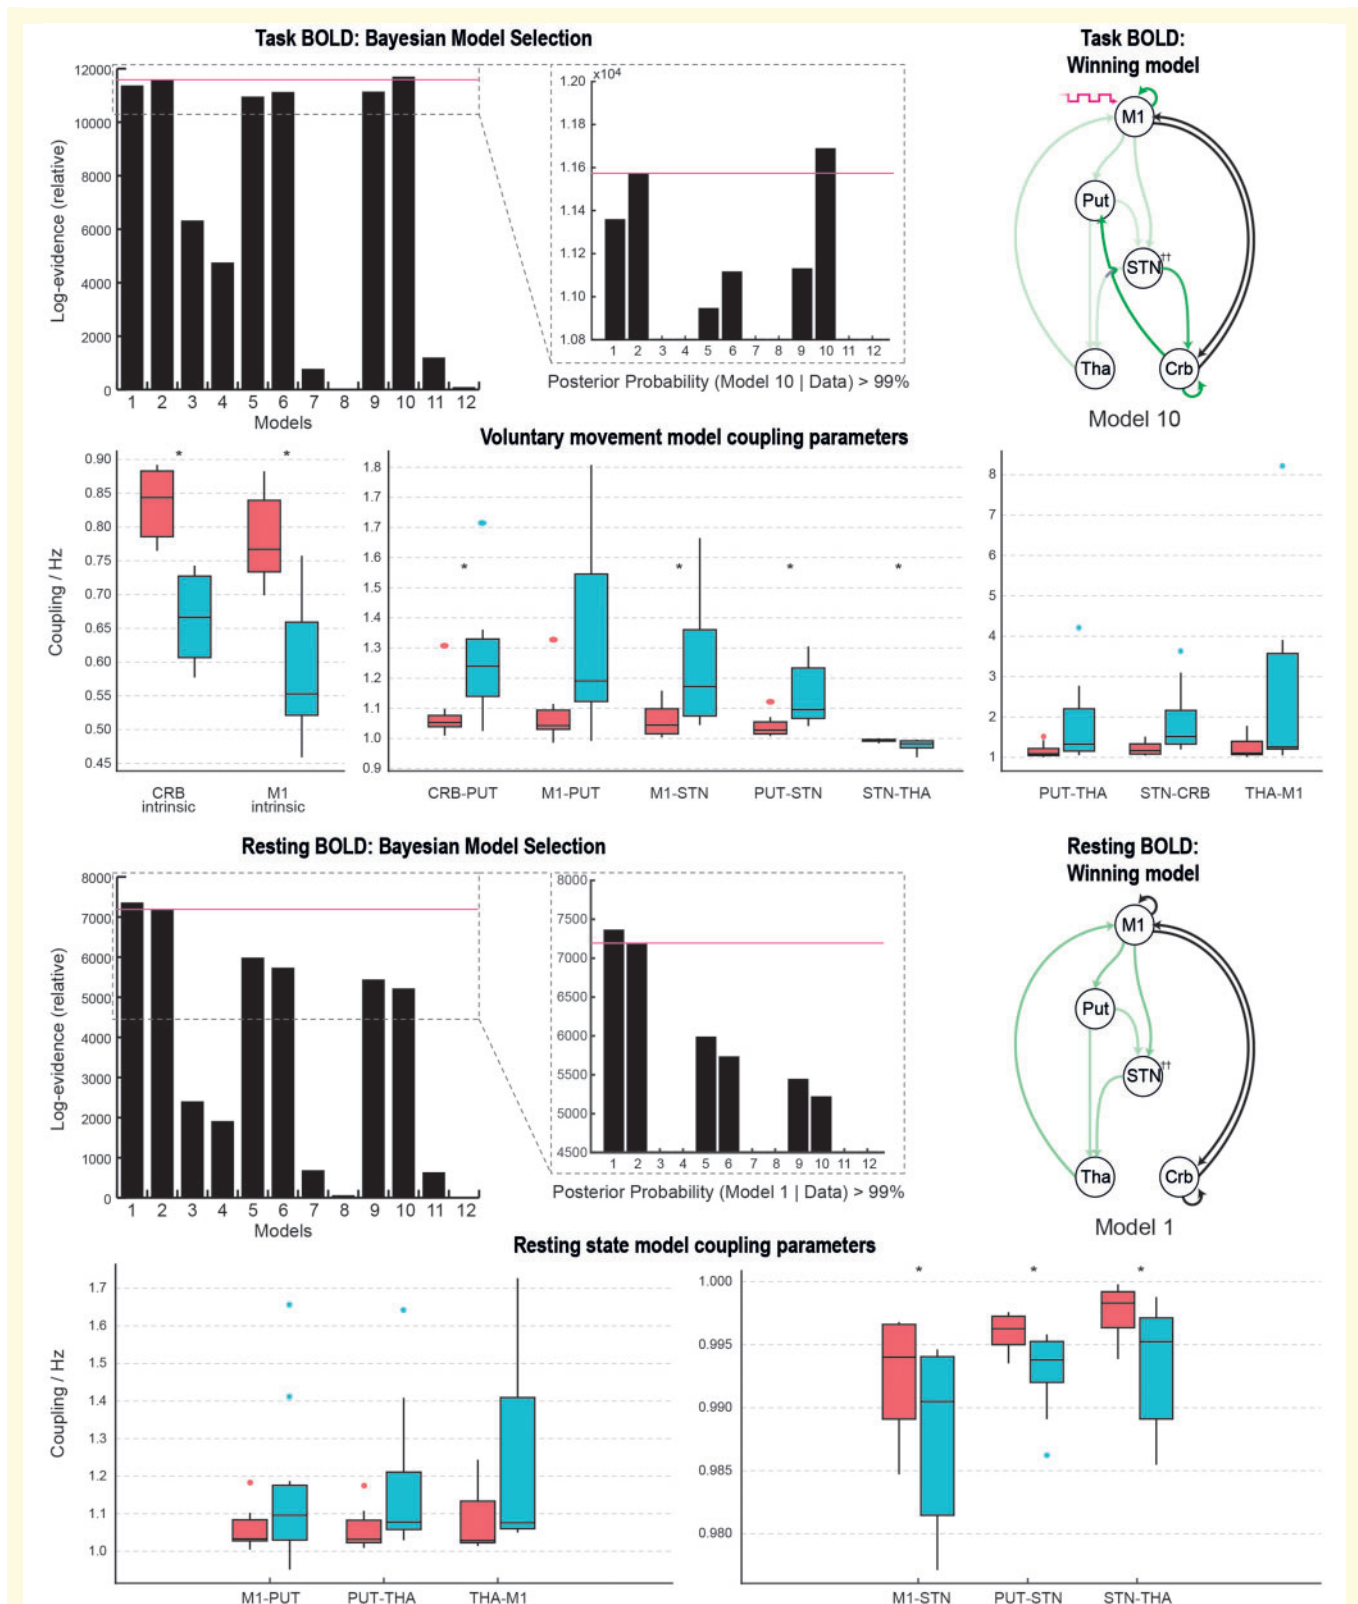 Task BOLD: Bayesian Model Selection
12000
10000
8000
6000
4000
2000
0
Log-evidence (relative)
1 2 3 4 5 6 7 8 9 10 11 12
Models
x10⁴
1.20
1.18
1.16
1.14
1.12
1.10
1.08
1 2 3 4 5 6 7 8 9 10 11 12
Posterior Probability (Model 10 | Data) > 99%
Task BOLD:
Winning model
M1
Put
STN††
Tha
Crb
Model 10
Voluntary movement model coupling parameters
Coupling / Hz
0.90
0.85
0.80
0.75
0.70
0.65
0.60
0.55
0.50
0.45
* *
CRB intrinsic
M1 intrinsic
1.8
1.7
1.7
1.6
1.5
1.4
1.3
1.2
1.1
1.0
0.9
* * * *
CRB-PUT M1-PUT M1-STN PUT-STN STN-THA
8
7
6
5
4
3
2
1
PUT-THA STN-CRB THA-M1
Resting BOLD: Bayesian Model Selection
8000
7000
6000
5000
4000
3000
2000
1000
0
Log-evidence (relative)
1 2 3 4 5 6 7 8 9 10 11 12
Models
8000
7500
7000
6500
6000
5500
5000
4500
1 2 3 4 5 6 7 8 9 10 11 12
Posterior Probability (Model 1 | Data) > 99%
Resting BOLD:
Winning model
M1
Put
STN††
Tha
Crb
Model 1
Resting state model coupling parameters
Coupling / Hz
1.7
1.6
1.5
1.4
1.3
1.2
1.1
1.0
M1-PUT PUT-THA THA-M1
1.000
0.995
0.990
0.985
0.980
* * *
M1-STN PUT-STN STN-THA